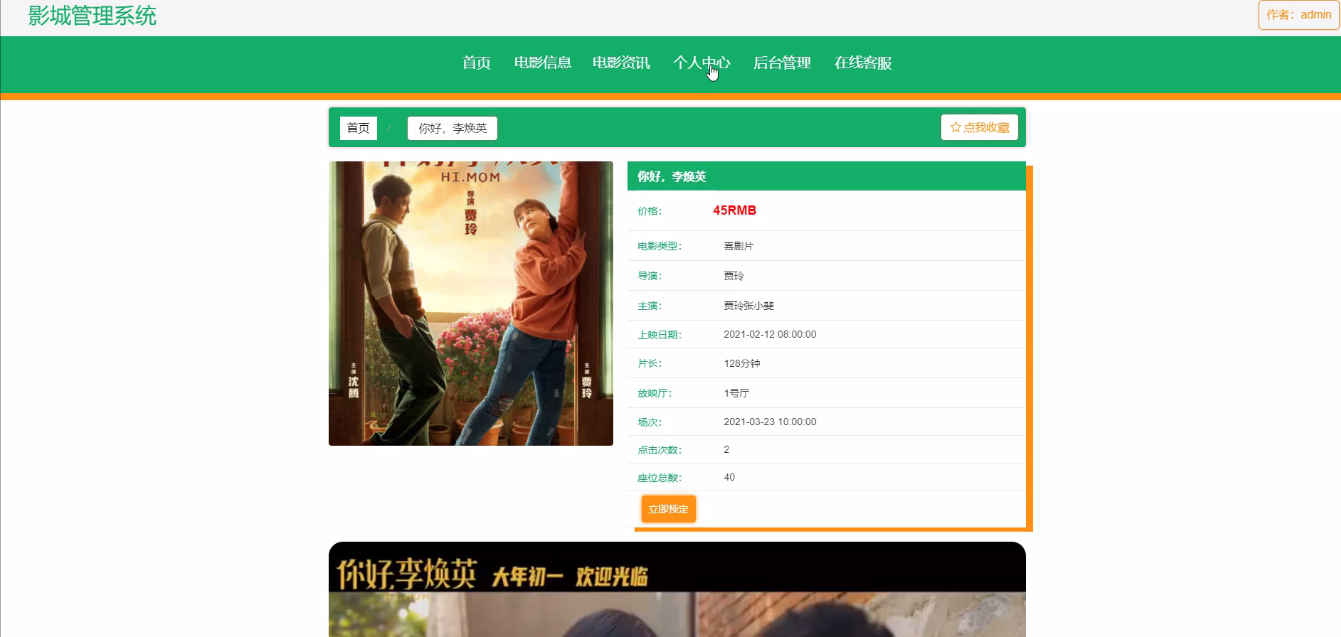 影城管理系统
作者：admin
首页 电影信息 电影资讯 个人中心 后台管理 在线客服
首页 / 你好，李焕英
☆点我收藏
HI,MOM
导演 贾玲
主演 沈腾
主演 贾玲
你好，李焕英
价格： 45RMB
电影类型： 喜剧片
导演： 贾玲
主演： 贾玲张小斐
上映日期： 2021-02-12 08:00:00
片长： 128分钟
放映厅： 1号厅
场次： 2021-03-23 10:00:00
点击次数： 2
座位总数： 40
立即预定
你好,李焕英 大年初一 欢迎光临